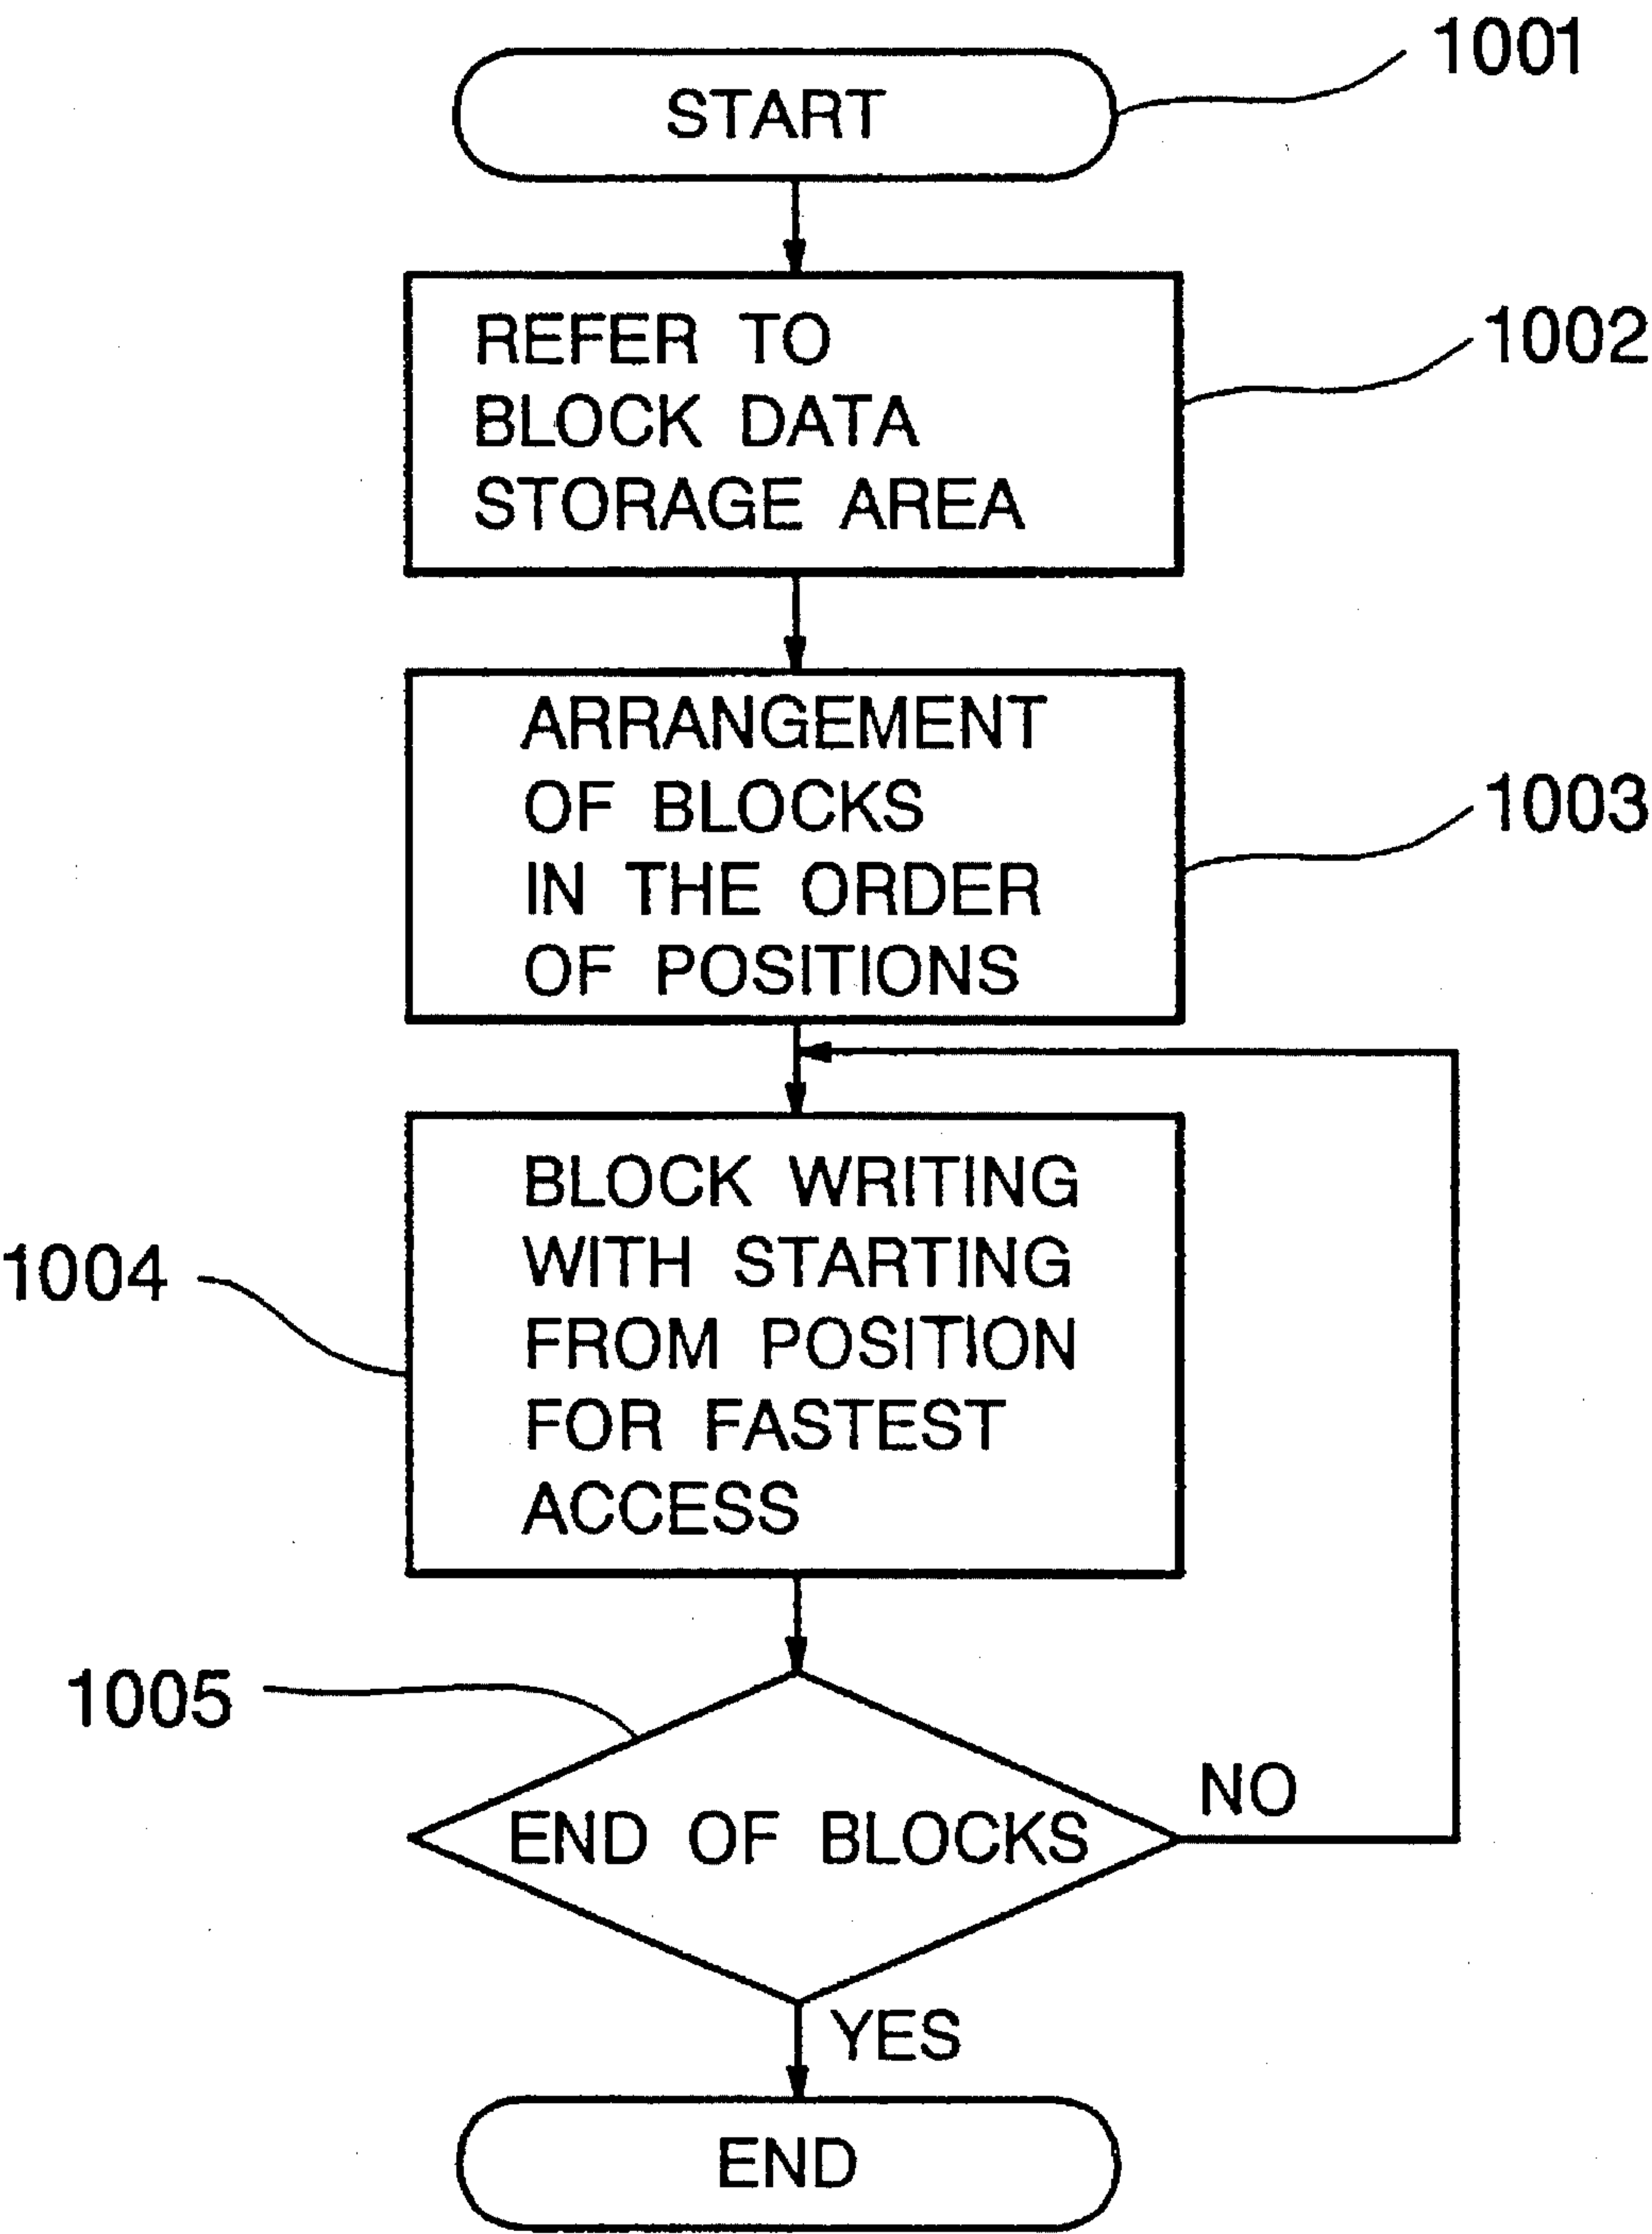 START
1001
REFER TO
BLOCK DATA
STORAGE AREA
1002
ARRANGEMENT
OF BLOCKS
IN THE ORDER
OF POSITIONS
1003
BLOCK WRITING
WITH STARTING
FROM POSITION
FOR FASTEST
ACCESS
1004
1005
END OF BLOCKS
NO
YES
END